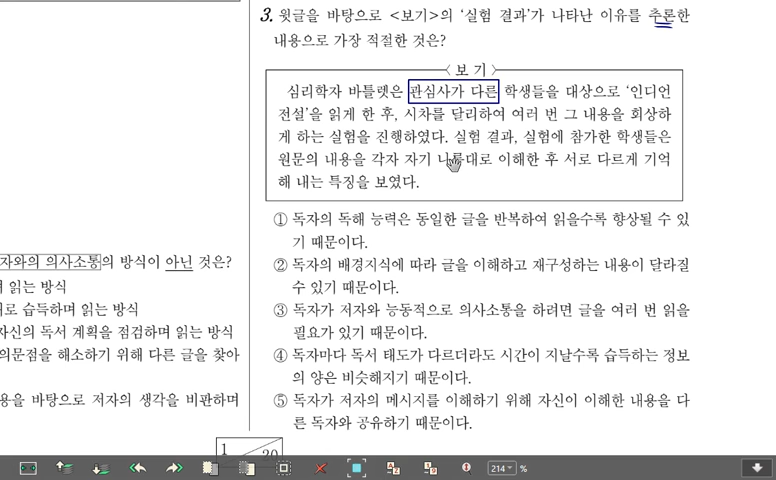 3. 윗글을 바탕으로 <보기>의 ‘실험 결과’가 나타난 이유를 추론한
내용으로 가장 적절한 것은?
<보 기>
심리학자 바틀렛은 관심사가 다른 학생들을 대상으로 ‘인디언
전설’을 읽게 한 후, 시차를 달리하여 여러 번 그 내용을 회상하
게 하는 실험을 진행하였다. 실험 결과, 실험에 참가한 학생들은
원문의 내용을 각자 자기 나름대로 이해한 후 서로 다르게 기억
해 내는 특징을 보였다.
① 독자의 독해 능력은 동일한 글을 반복하여 읽을수록 향상될 수 있
기 때문이다.
② 독자의 배경지식에 따라 글을 이해하고 재구성하는 내용이 달라질
수 있기 때문이다.
③ 독자가 저자와 능동적으로 의사소통을 하려면 글을 여러 번 읽을
필요가 있기 때문이다.
④ 독자마다 독서 태도가 다르더라도 시간이 지날수록 습득하는 정보
의 양은 비슷해지기 때문이다.
⑤ 독자가 저자의 메시지를 이해하기 위해 자신이 이해한 내용을 다
른 독자와 공유하기 때문이다.
자와의 의사소통의 방식이 아닌 것은?
며 읽는 방식
대로 습득하며 읽는 방식
자신의 독서 계획을 점검하며 읽는 방식
의문점을 해소하기 위해 다른 글을 찾아
용을 바탕으로 저자의 생각을 비판하며
1
20
214 %